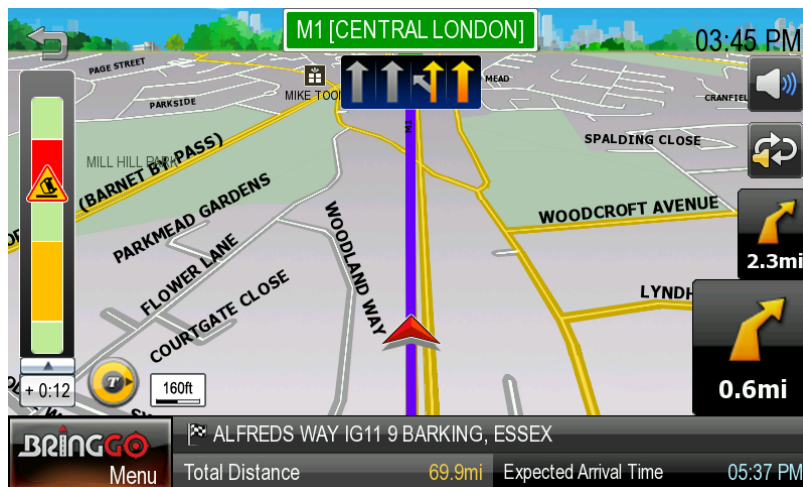 M1 [CENTRAL LONDON]
03:45 PM
PAGE STREET
MIKE TOO
MEAD
PARKSIDE
CRANFIEL
M1
SPALDING CLOSE
MILL HILL PARK
(BARNET BY PASS)
PARKMEAD GARDENS
WOODCROFT AVENUE
FLOWER LANE
WOODLAND WAY
2.3mi
LYNDH
COURTGATE CLOSE
+ 0:12
T
160ft
0.6mi
BRINGGO
Menu
ALFREDS WAY IG11 9 BARKING, ESSEX
Total Distance 69.9mi Expected Arrival Time 05:37 PM